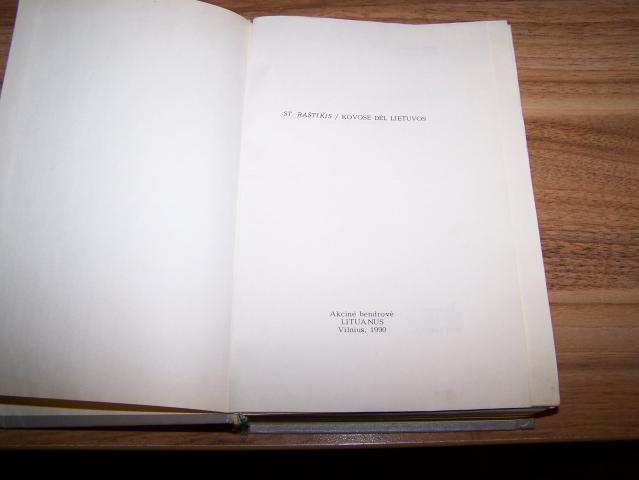 ST. RAŠTIKIS / KOVOSE DĖL LIETUVOS
Akcinė bendrovė
LITUANUS
Vilnius, 1990